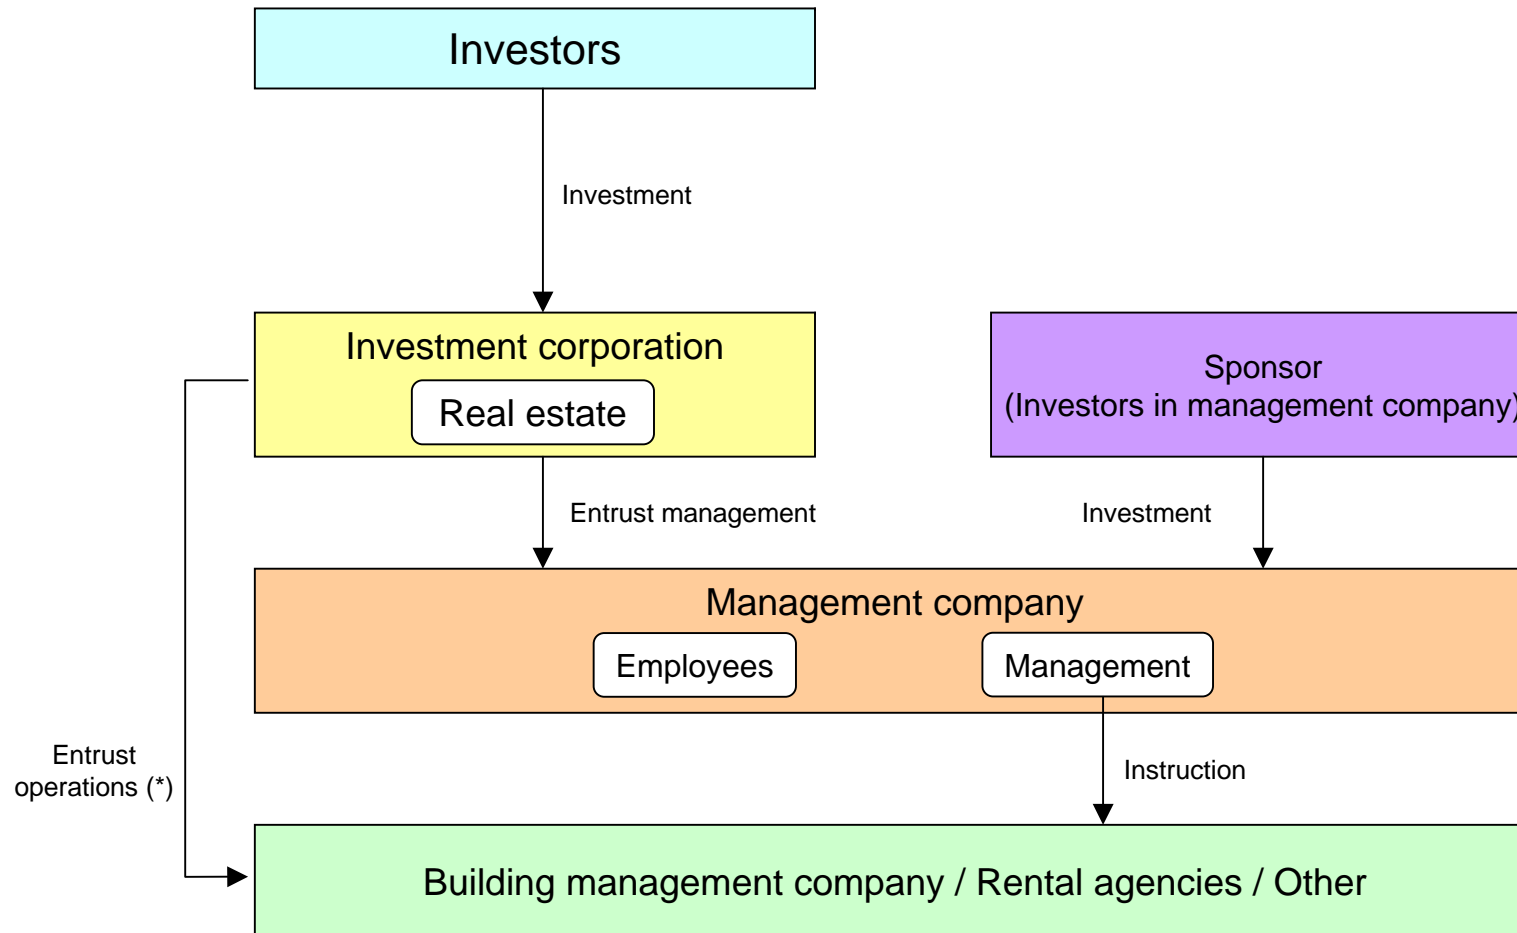 Investors
Investment
Investment corporation
Real estate
Sponsor
(Investors in management company)
Entrust management
Investment
Management company
Employees
Management
Entrust
operations (*)
Instruction
Building management company / Rental agencies / Other